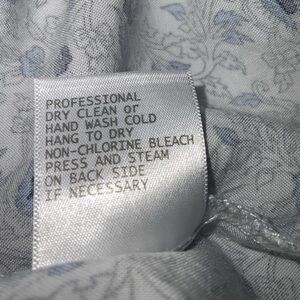 PROFESSIONAL
DRY CLEAN or
HAND WASH COLD
HANG TO DRY
NON-CHLORINE BLEACH
PRESS AND STEAM
ON BACK SIDE
IF NECESSARY